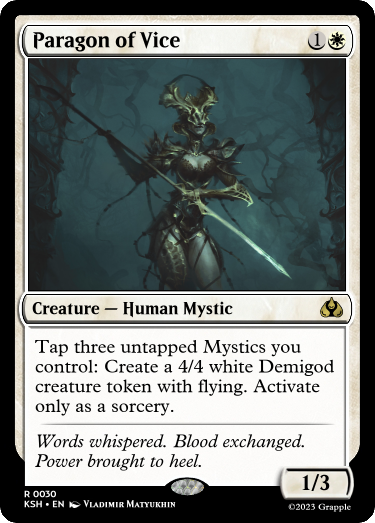 Paragon of Vice 1
Creature — Human Mystic
Tap three untapped Mystics you
control: Create a 4/4 white Demigod
creature token with flying. Activate
only as a sorcery.
Words whispered. Blood exchanged.
Power brought to heel.
1/3
R 0030
KSH • EN Vladimir Matyukhin
©2023 Grapple